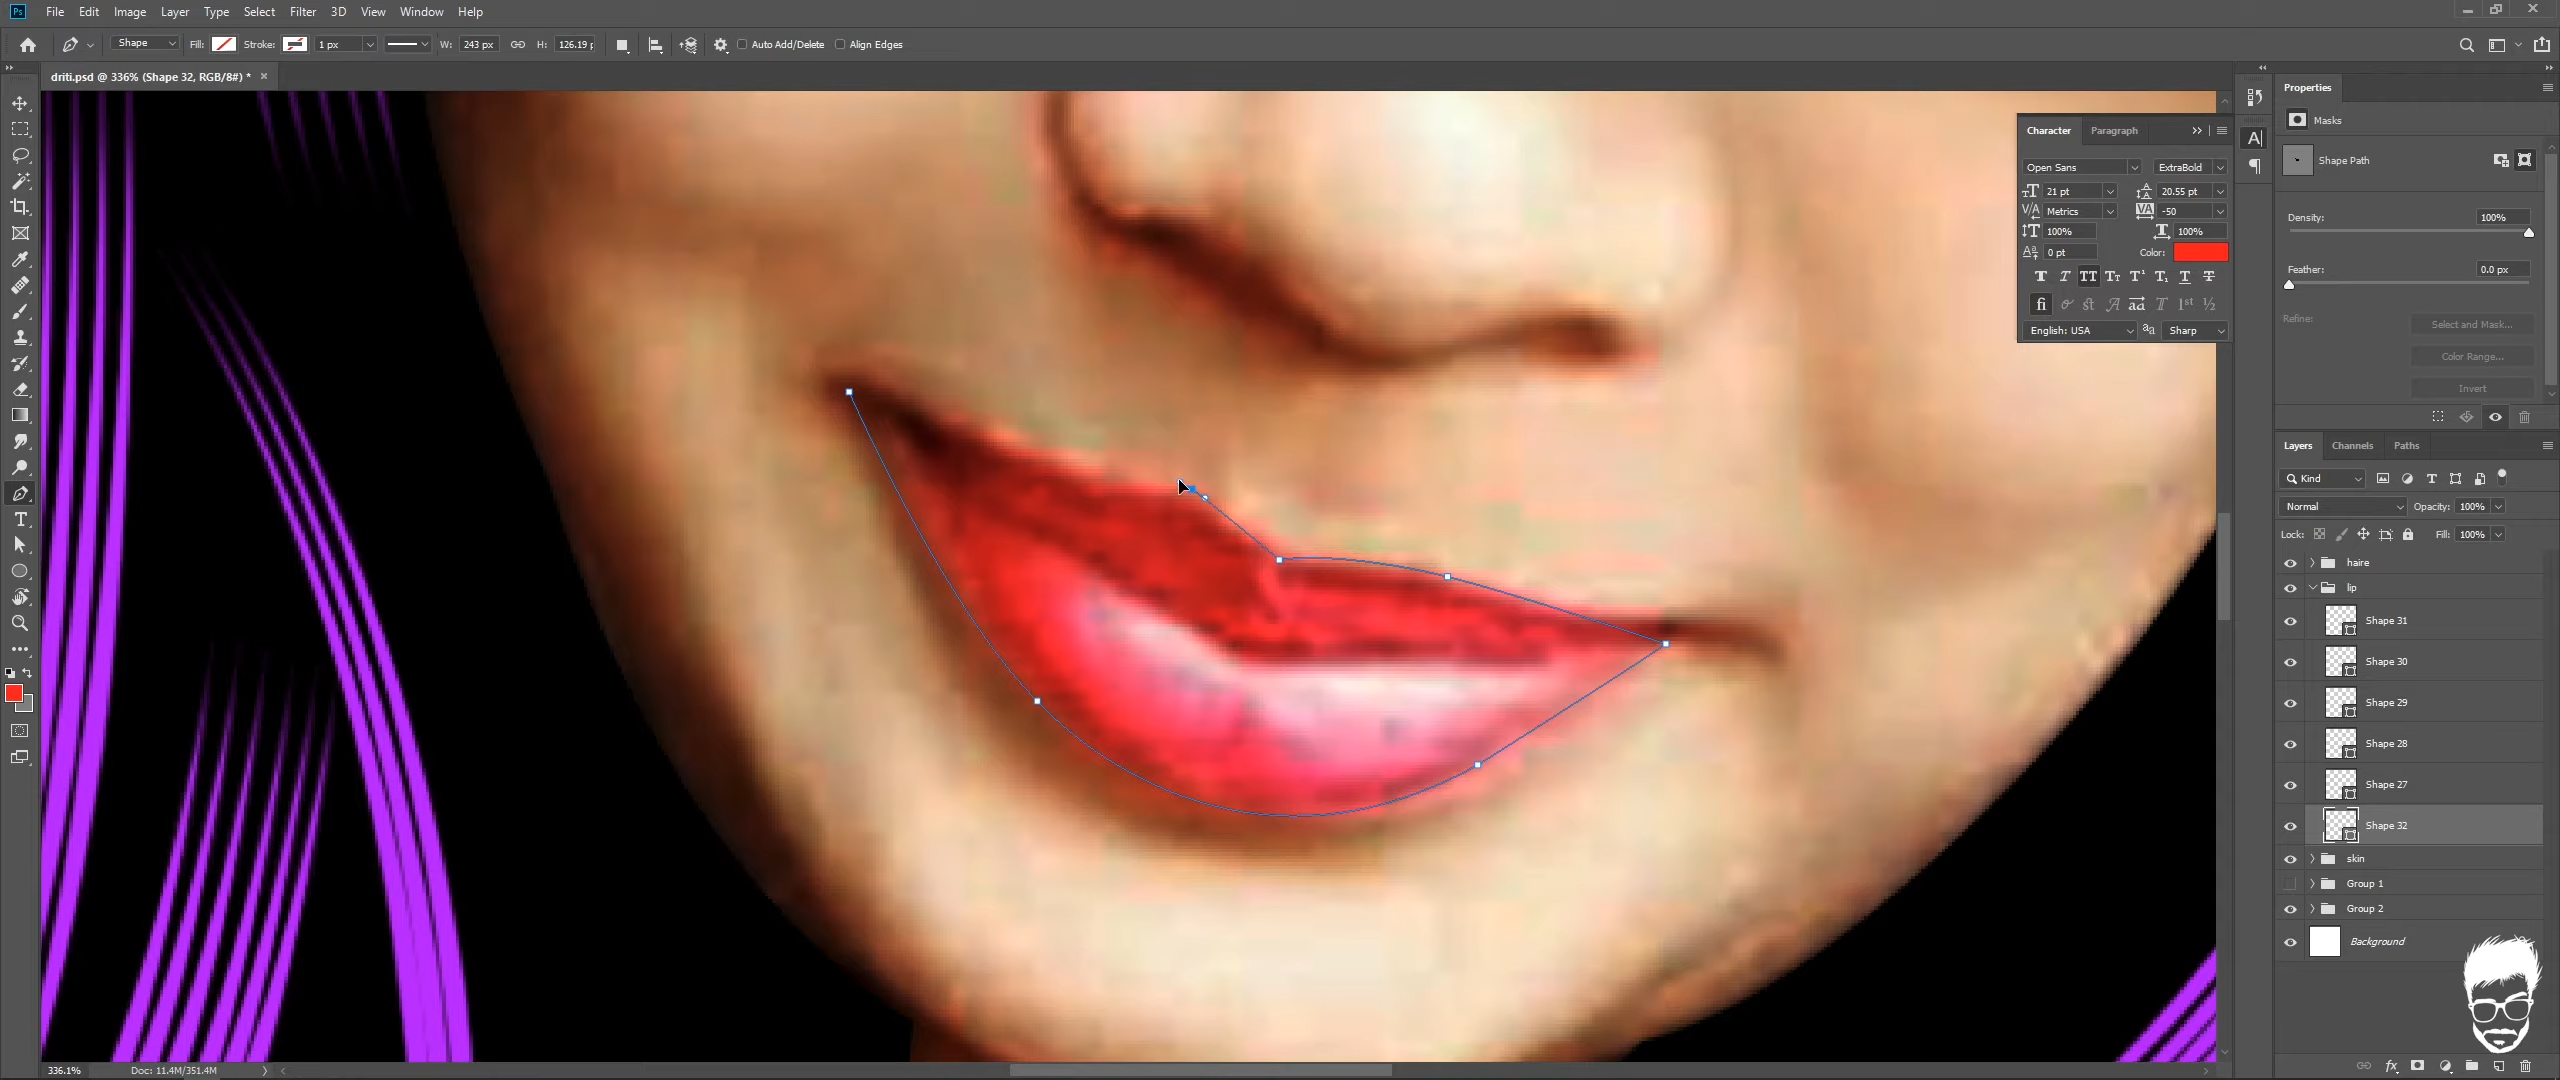 Ps File Edit Image Layer Type Select Filter 3D View Window Help
Shape Fill: Stroke: 1 px W: 243 px H: 126.19 p Auto Add/Delete Align Edges
driti.psd @ 336% (Shape 32, RGB/8#) *
Properties
Masks
Shape Path
Density: 100%
Feather: 0.0 px
Refine: Select and Mask...
Color Range...
Invert
Character Paragraph
Open Sans ExtraBold
21 pt 20.55 pt
Metrics -50
100% 100%
0 pt Color:
English: USA Sharp
Layers Channels Paths
Kind
Normal Opacity: 100%
Lock: Fill: 100%
haire
lip
Shape 31
Shape 30
Shape 29
Shape 28
Shape 27
Shape 32
skin
Group 1
Group 2
Background
336.1% Doc: 11.4M/351.4M